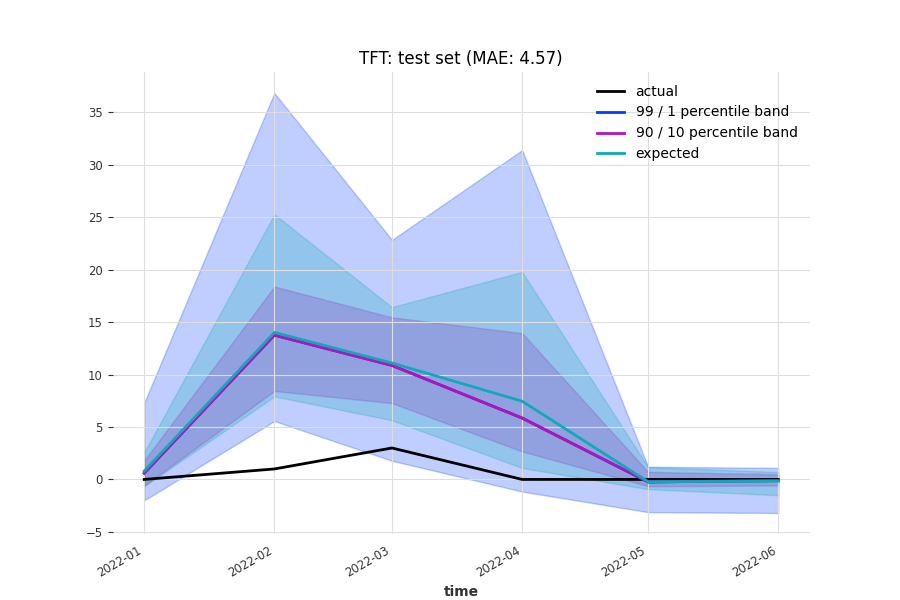 TFT: test set (MAE: 4.57)
actual
99 / 1 percentile band
90 / 10 percentile band
expected
35
30
25
20
15
10
5
0
−5
2022-01
2022-02
2022-03
2022-04
2022-05
2022-06
time